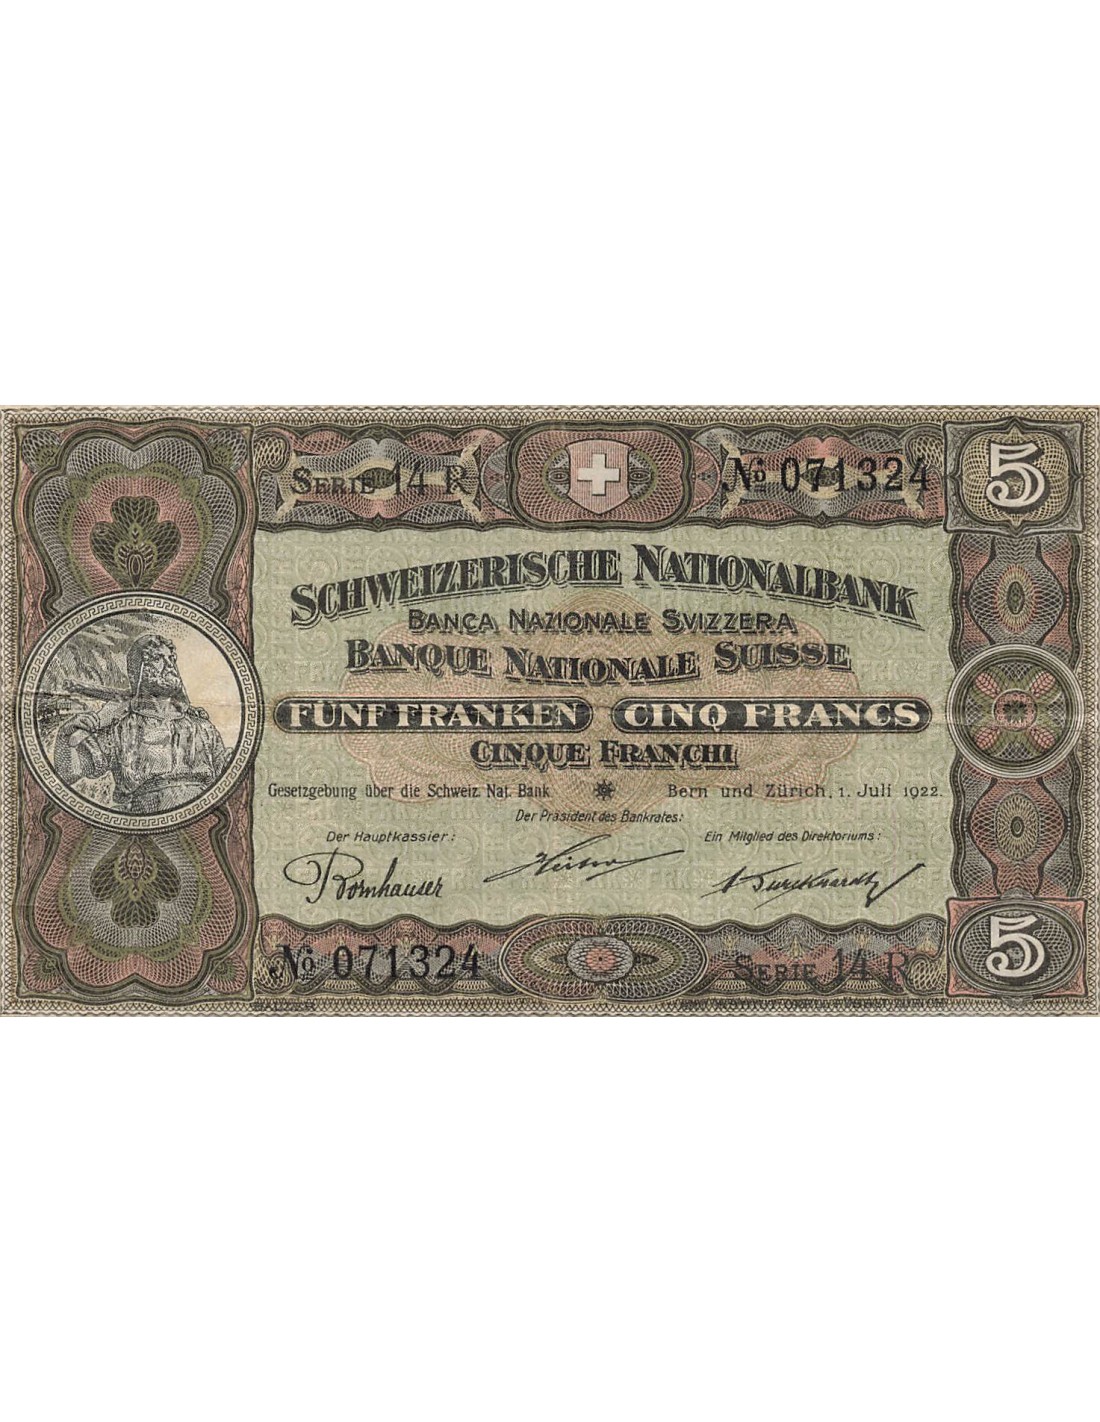 SERIE 14 R
№ 071324
5
SCHWEIZERISCHE NATIONALBANK
BANCA NAZIONALE SVIZZERA
BANQUE NATIONALE SUISSE
FÜNF FRANKEN CINQ FRANCS
CINQUE FRANCHI
Gesetzgebung über die Schweiz. Nat. Bank
Bern und Zürich, 1. Juli 1922.
Der Präsident des Bankrates:
Der Hauptkassier:
Ein Mitglied des Direktoriums:
Bornhauser
№ 071324
SERIE 14 R
5